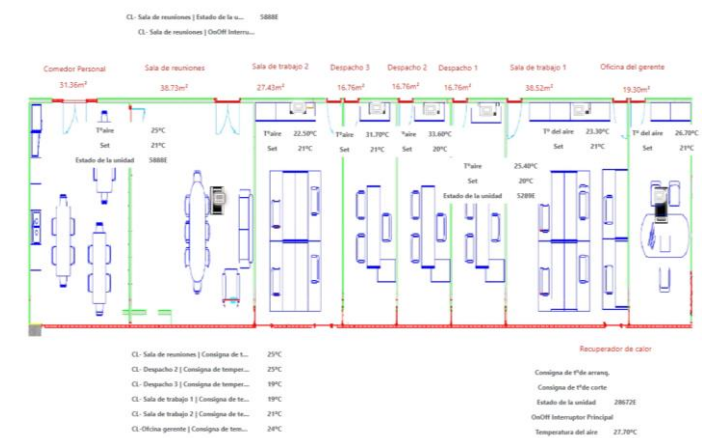 CL- Sala de reuniones | Estado de la u... 5888E
CL- Sala de reuniones | OnOff Interru...
Comedor Personal Sala de reuniones Sala de trabajo 2 Despacho 3 Despacho 2 Despacho 1 Sala de trabajo 1 Oficina del gerente
31.36m² 38.73m² 27.43m² 16.76m² 16.76m² 16.76m² 38.52m² 19.30m²
TªAire 25ºC
Set 21ºC
Estado de la unidad 5888E
Tªaire 22.50ºC
Set 21ºC
Tªaire 31.70ºC
Set 21ºC
ªaire 33.60ºC
Set 20ºC
Tªaire 25.40ºC
Set 20ºC
Estado de la unidad 5289E
Tª del aire 23.30ºC
Set 21ºC
Tª del aire 26.70ºC
Set 21ºC
CL- Sala de reuniones | Consigna de t... 25ºC
CL- Despacho 2 | Consigna de temper... 25ºC
CL- Despacho 3 | Consigna de temper... 19ºC
CL- Sala de trabajo 1 | Consigna de te... 19ºC
CL- Sala de trabajo 2 | Consigna de te... 21ºC
CL-Oficina gerente | Consigna de tem... 24ºC
Recuperador de calor
Consigna de tªde arranq.
Consigna de tªde corte
Estado de la unidad 28672E
OnOff Interruptor Principal
Temperatura del aire 27.70ºC